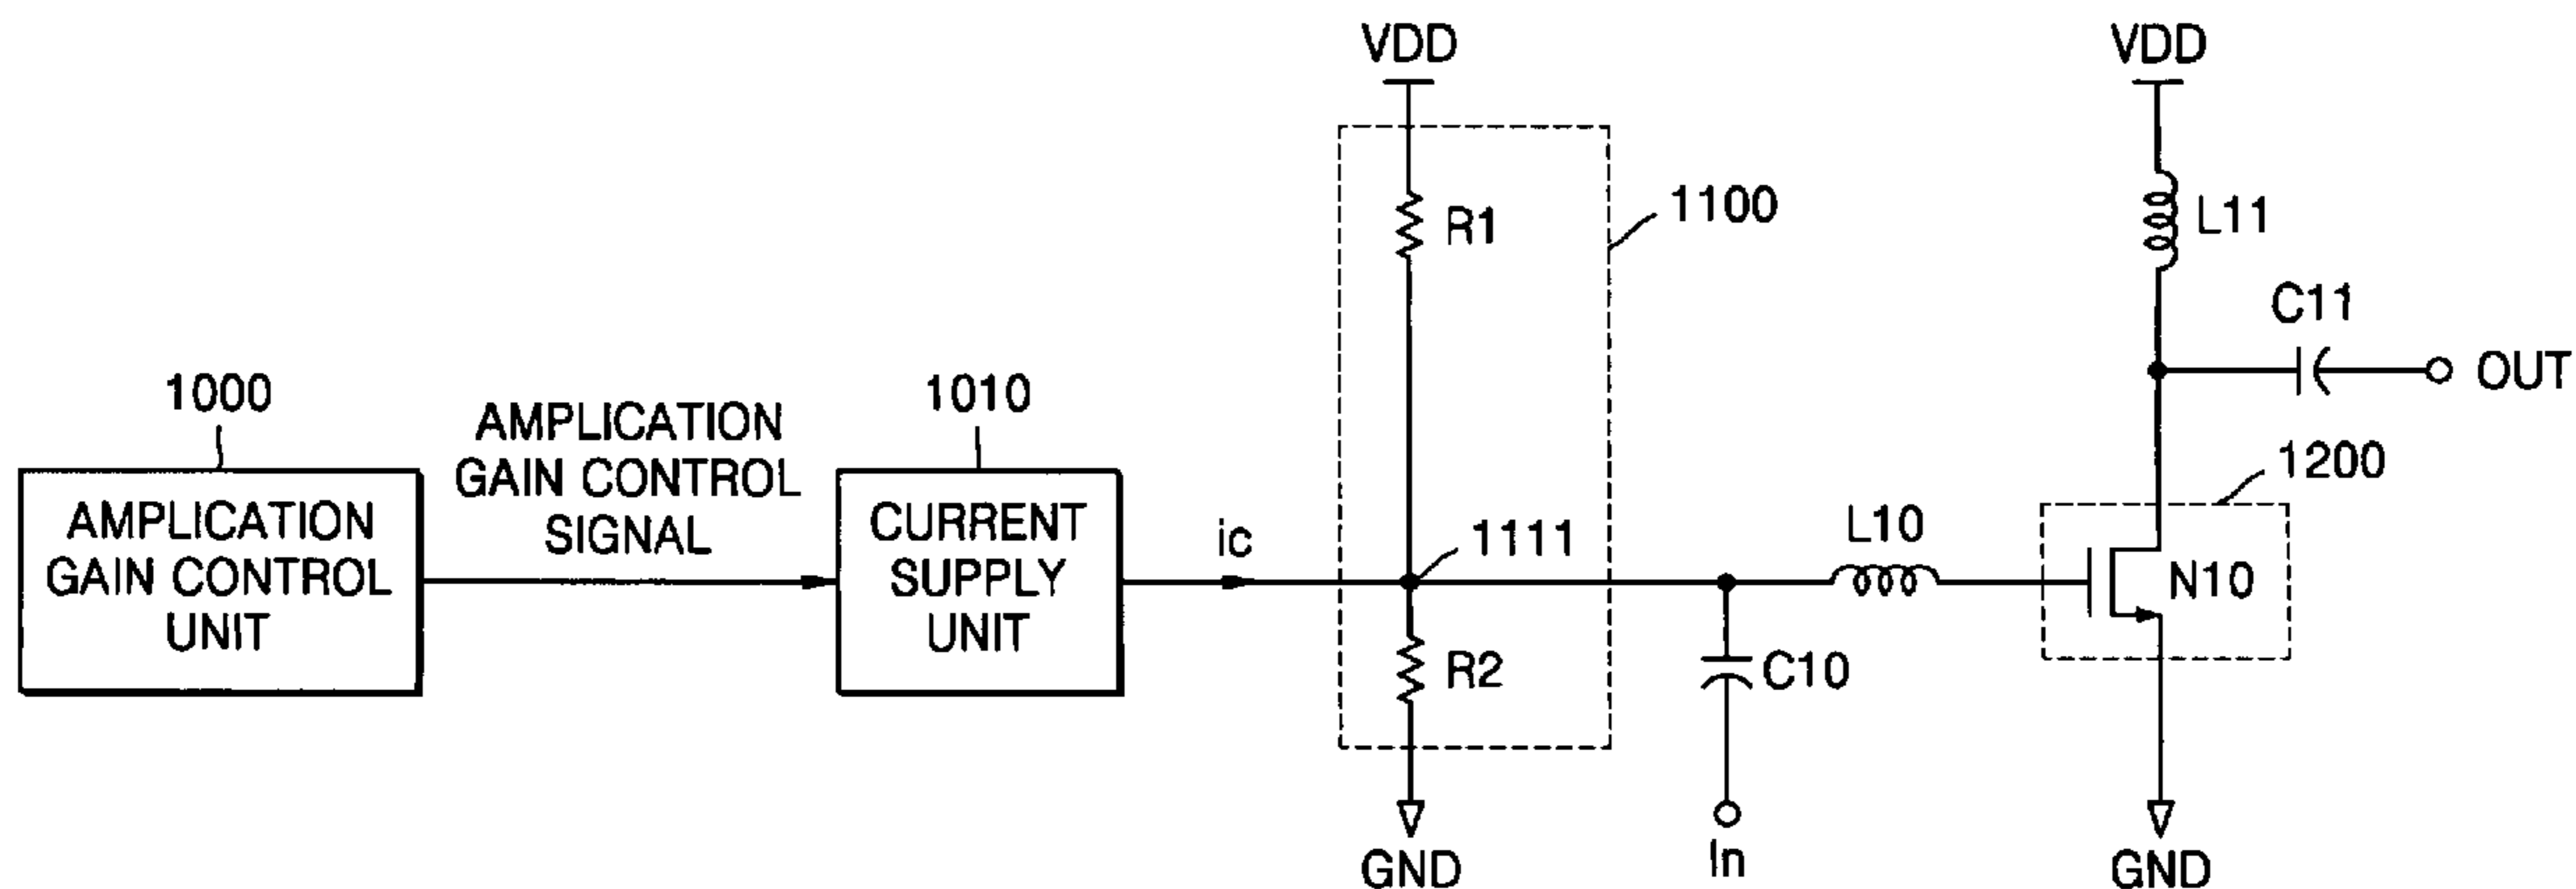 VDD
VDD
R1
1100
L11
C11
OUT
1000
AMPLICATION
GAIN CONTROL
SIGNAL
1010
1200
AMPLICATION
GAIN CONTROL
UNIT
CURRENT
SUPPLY
UNIT
ic
1111
L10
N10
R2
C10
GND
In
GND